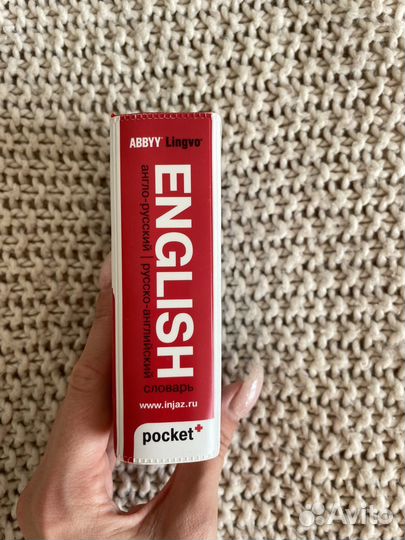 ABBYY® Lingvo®
ENGLISH
англо-русский | русско-английский
словарь
www.injaz.ru
pocket+
Avito